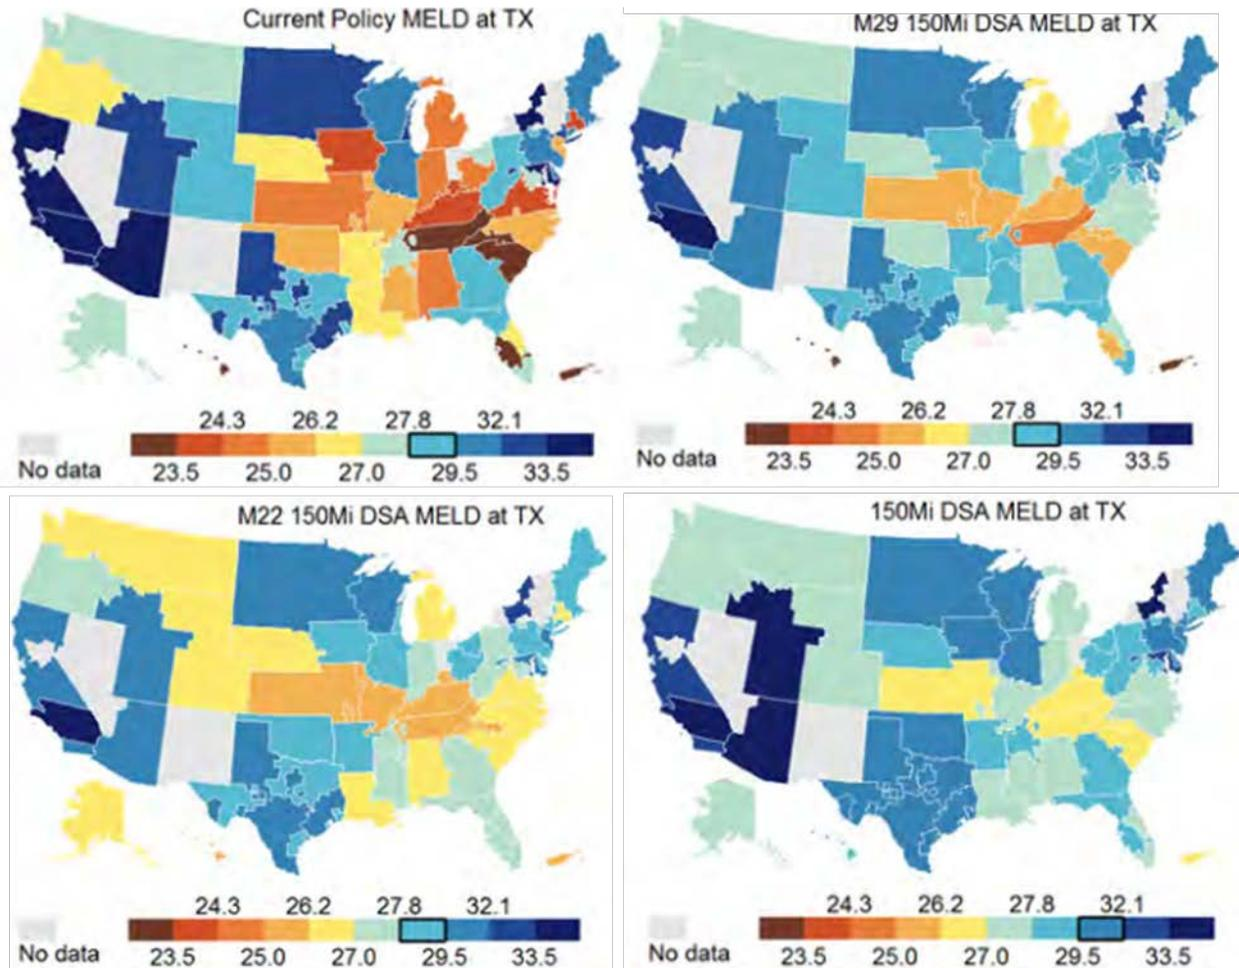 Current Policy MELD at TX
24.3 26.2 27.8 32.1
No data 23.5 25.0 27.0 29.5 33.5
M29 150Mi DSA MELD at TX
24.3 26.2 27.8 32.1
No data 23.5 25.0 27.0 29.5 33.5
M22 150Mi DSA MELD at TX
24.3 26.2 27.8 32.1
No data 23.5 25.0 27.0 29.5 33.5
150Mi DSA MELD at TX
24.3 26.2 27.8 32.1
No data 23.5 25.0 27.0 29.5 33.5